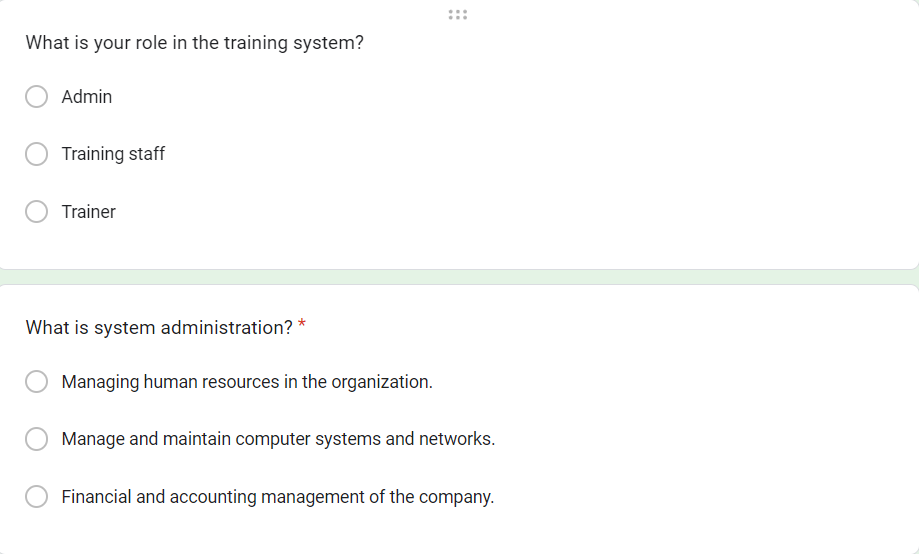 What is your role in the training system?
Admin
Training staff
Trainer
What is system administration? *
Managing human resources in the organization.
Manage and maintain computer systems and networks.
Financial and accounting management of the company.